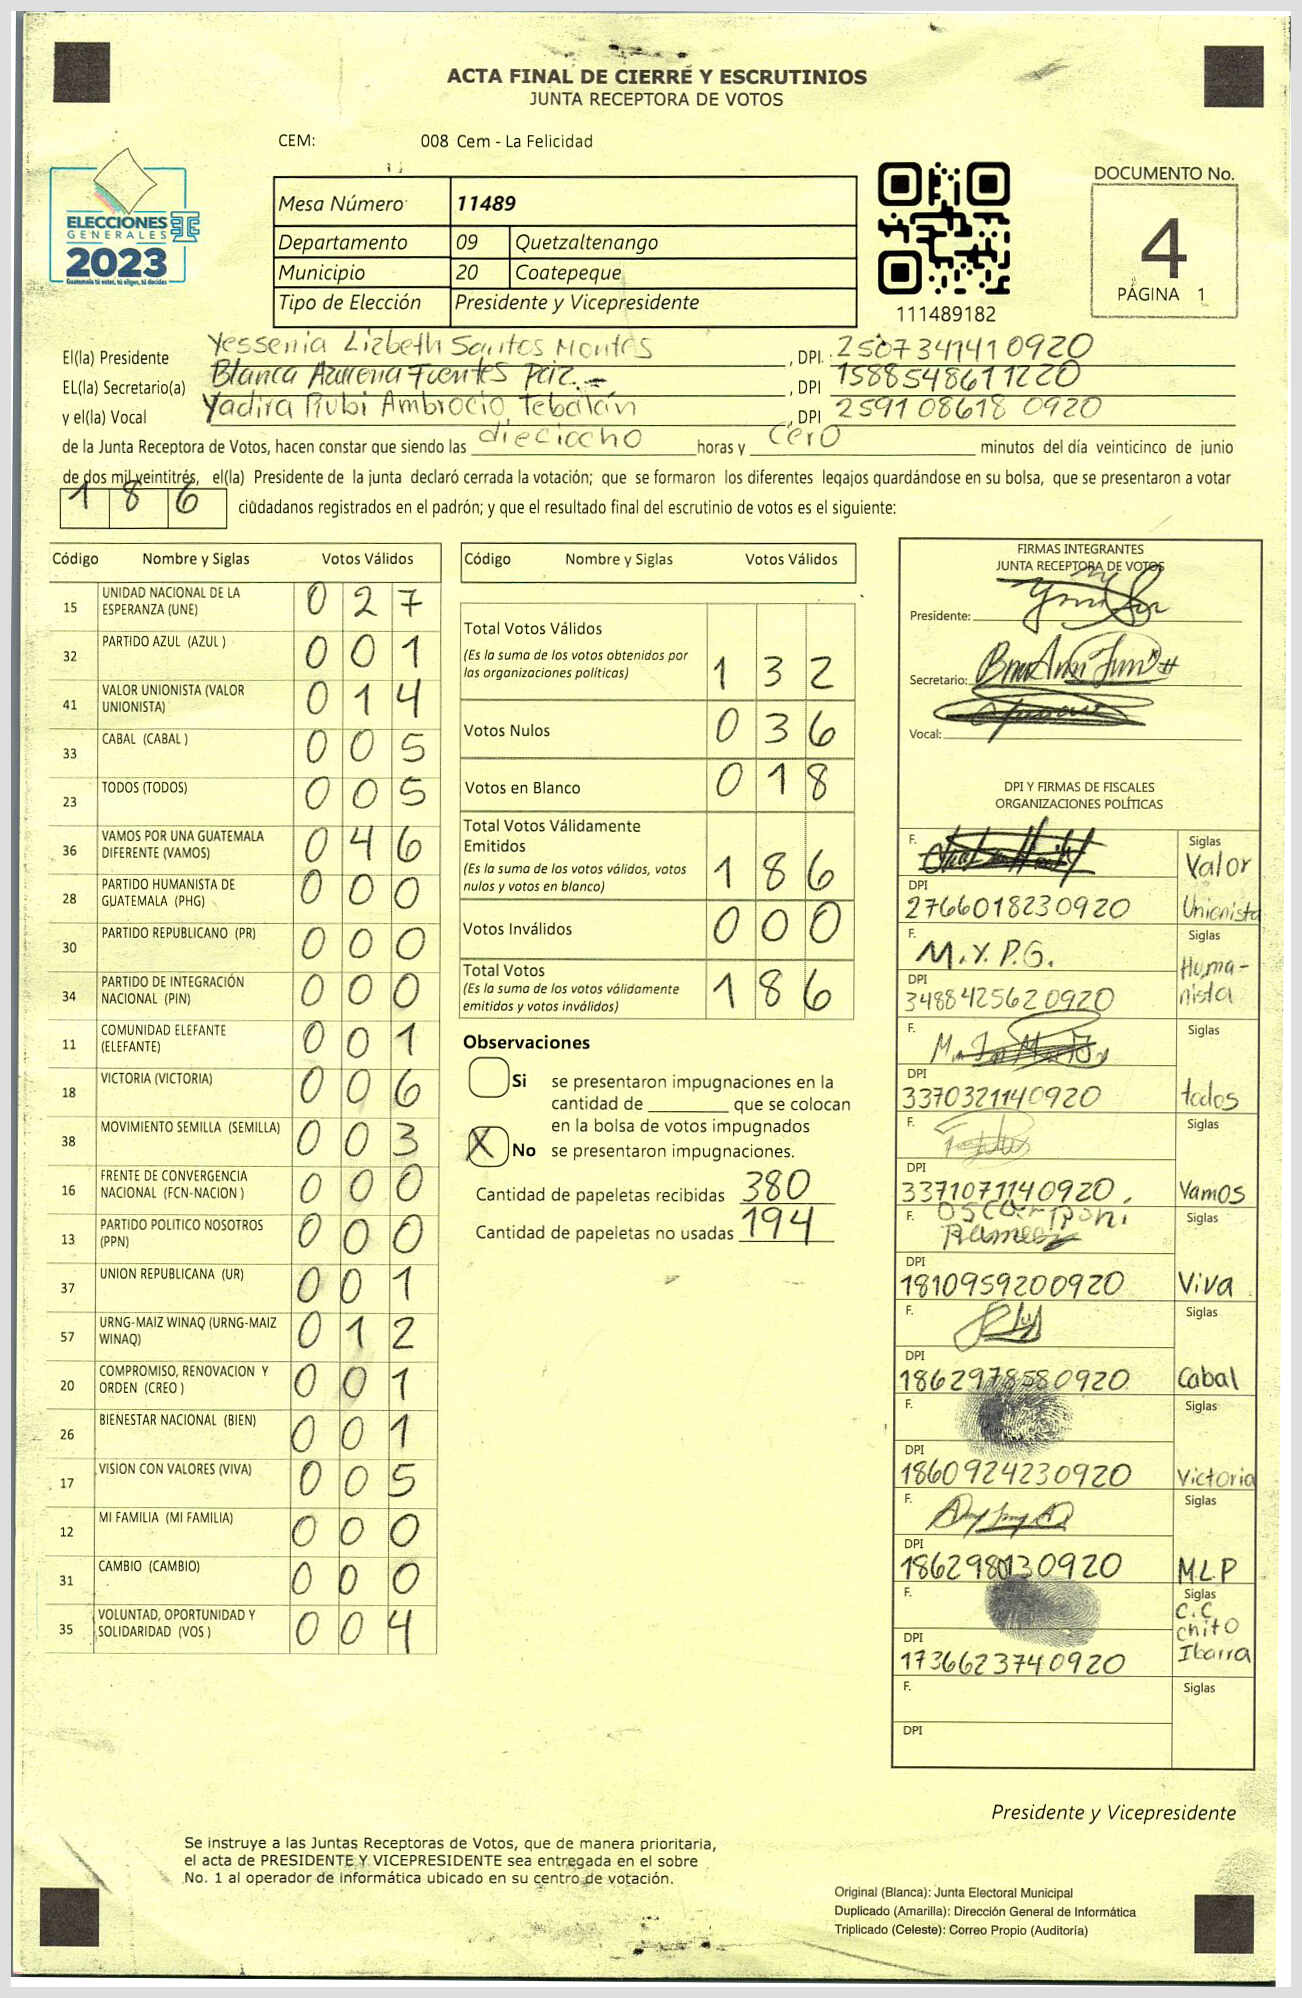 ACTA FINAL DE CIERRE Y ESCRUTINIOS
JUNTA RECEPTORA DE VOTOS
CEM: 008 Cem - La Felicidad
ELECCIONES
GENERALES
2023
Guatemala tú votas, tú eliges, tú decides
Mesa Número 11489
Departamento 09 Quetzaltenango
Municipio 20 Coatepeque
Tipo de Elección Presidente y Vicepresidente
111489182
DOCUMENTO No.
4
PÁGINA 1
El(la) Presidente Yessenia Lizbeth Santos Montes, DPI. 2507341410920
EL(la) Secretario(a) Blanca Azucena Fuentes Paiz, DPI 1588548611220
y el(la) Vocal Yadira Rubi Ambrocio Tebalán, DPI 2591086180920
de la Junta Receptora de Votos, hacen constar que siendo las dieciocho horas y cero minutos del día veinticinco de junio
de dos mil veintitrés, el(la) Presidente de la junta declaró cerrada la votación; que se formaron los diferentes legajos guardándose en su bolsa, que se presentaron a votar
186 ciudadanos registrados en el padrón; y que el resultado final del escrutinio de votos es el siguiente:
Código Nombre y Siglas Votos Válidos
15 UNIDAD NACIONAL DE LA ESPERANZA (UNE) 0 2 7
32 PARTIDO AZUL (AZUL ) 0 0 1
41 VALOR UNIONISTA (VALOR UNIONISTA) 0 1 4
33 CABAL (CABAL ) 0 0 5
23 TODOS (TODOS) 0 0 5
36 VAMOS POR UNA GUATEMALA DIFERENTE (VAMOS) 0 4 6
28 PARTIDO HUMANISTA DE GUATEMALA (PHG) 0 0 0
30 PARTIDO REPUBLICANO (PR) 0 0 0
34 PARTIDO DE INTEGRACIÓN NACIONAL (PIN) 0 0 0
11 COMUNIDAD ELEFANTE (ELEFANTE) 0 0 1
18 VICTORIA (VICTORIA) 0 0 6
38 MOVIMIENTO SEMILLA (SEMILLA) 0 0 3
16 FRENTE DE CONVERGENCIA NACIONAL (FCN-NACION ) 0 0 0
13 PARTIDO POLITICO NOSOTROS (PPN) 0 0 0
37 UNION REPUBLICANA (UR) 0 0 1
57 URNG-MAIZ WINAQ (URNG-MAIZ WINAQ) 0 1 2
20 COMPROMISO, RENOVACION Y ORDEN (CREO ) 0 0 1
26 BIENESTAR NACIONAL (BIEN) 0 0 1
17 VISION CON VALORES (VIVA) 0 0 5
12 MI FAMILIA (MI FAMILIA) 0 0 0
31 CAMBIO (CAMBIO) 0 0 0
35 VOLUNTAD, OPORTUNIDAD Y SOLIDARIDAD (VOS ) 0 0 4
Código Nombre y Siglas Votos Válidos
Total Votos Válidos
(Es la suma de los votos obtenidos por
las organizaciones políticas) 1 3 2
Votos Nulos 0 3 6
Votos en Blanco 0 1 8
Total Votos Válidamente
Emitidos
(Es la suma de los votos válidos, votos
nulos y votos en blanco) 1 8 6
Votos Inválidos 0 0 0
Total Votos
(Es la suma de los votos válidamente
emitidos y votos inválidos) 1 8 6
Observaciones
Si se presentaron impugnaciones en la
cantidad de ________ que se colocan
en la bolsa de votos impugnados
X No se presentaron impugnaciones.
Cantidad de papeletas recibidas 380
Cantidad de papeletas no usadas 194
FIRMAS INTEGRANTES
JUNTA RECEPTORA DE VOTOS
Presidente:
Secretario:
Vocal:
DPI Y FIRMAS DE FISCALES
ORGANIZACIONES POLÍTICAS
F. Siglas
Valor
DPI
2766018230920 Unionista
F. M.Y.P.G. Siglas
Huma-
DPI nista
3488425620920
F. Siglas
DPI
3370321140920 todos
F. Siglas
DPI
3371071140920 Vamos
F. Siglas
DPI
1810959200920 Viva
F. Siglas
DPI
1862978580920 Cabal
F. Siglas
DPI
1860924230920 Victoria
F. Siglas
DPI
1862980130920 MLP
F. Siglas
C.C
chito
DPI Ibarra
1736623740920
F. Siglas
DPI
Presidente y Vicepresidente
Se instruye a las Juntas Receptoras de Votos, que de manera prioritaria,
el acta de PRESIDENTE Y VICEPRESIDENTE sea entregada en el sobre
No. 1 al operador de informática ubicado en su centro de votación.
Original (Blanca): Junta Electoral Municipal
Duplicado (Amarilla): Dirección General de Informática
Triplicado (Celeste): Correo Propio (Auditoría)